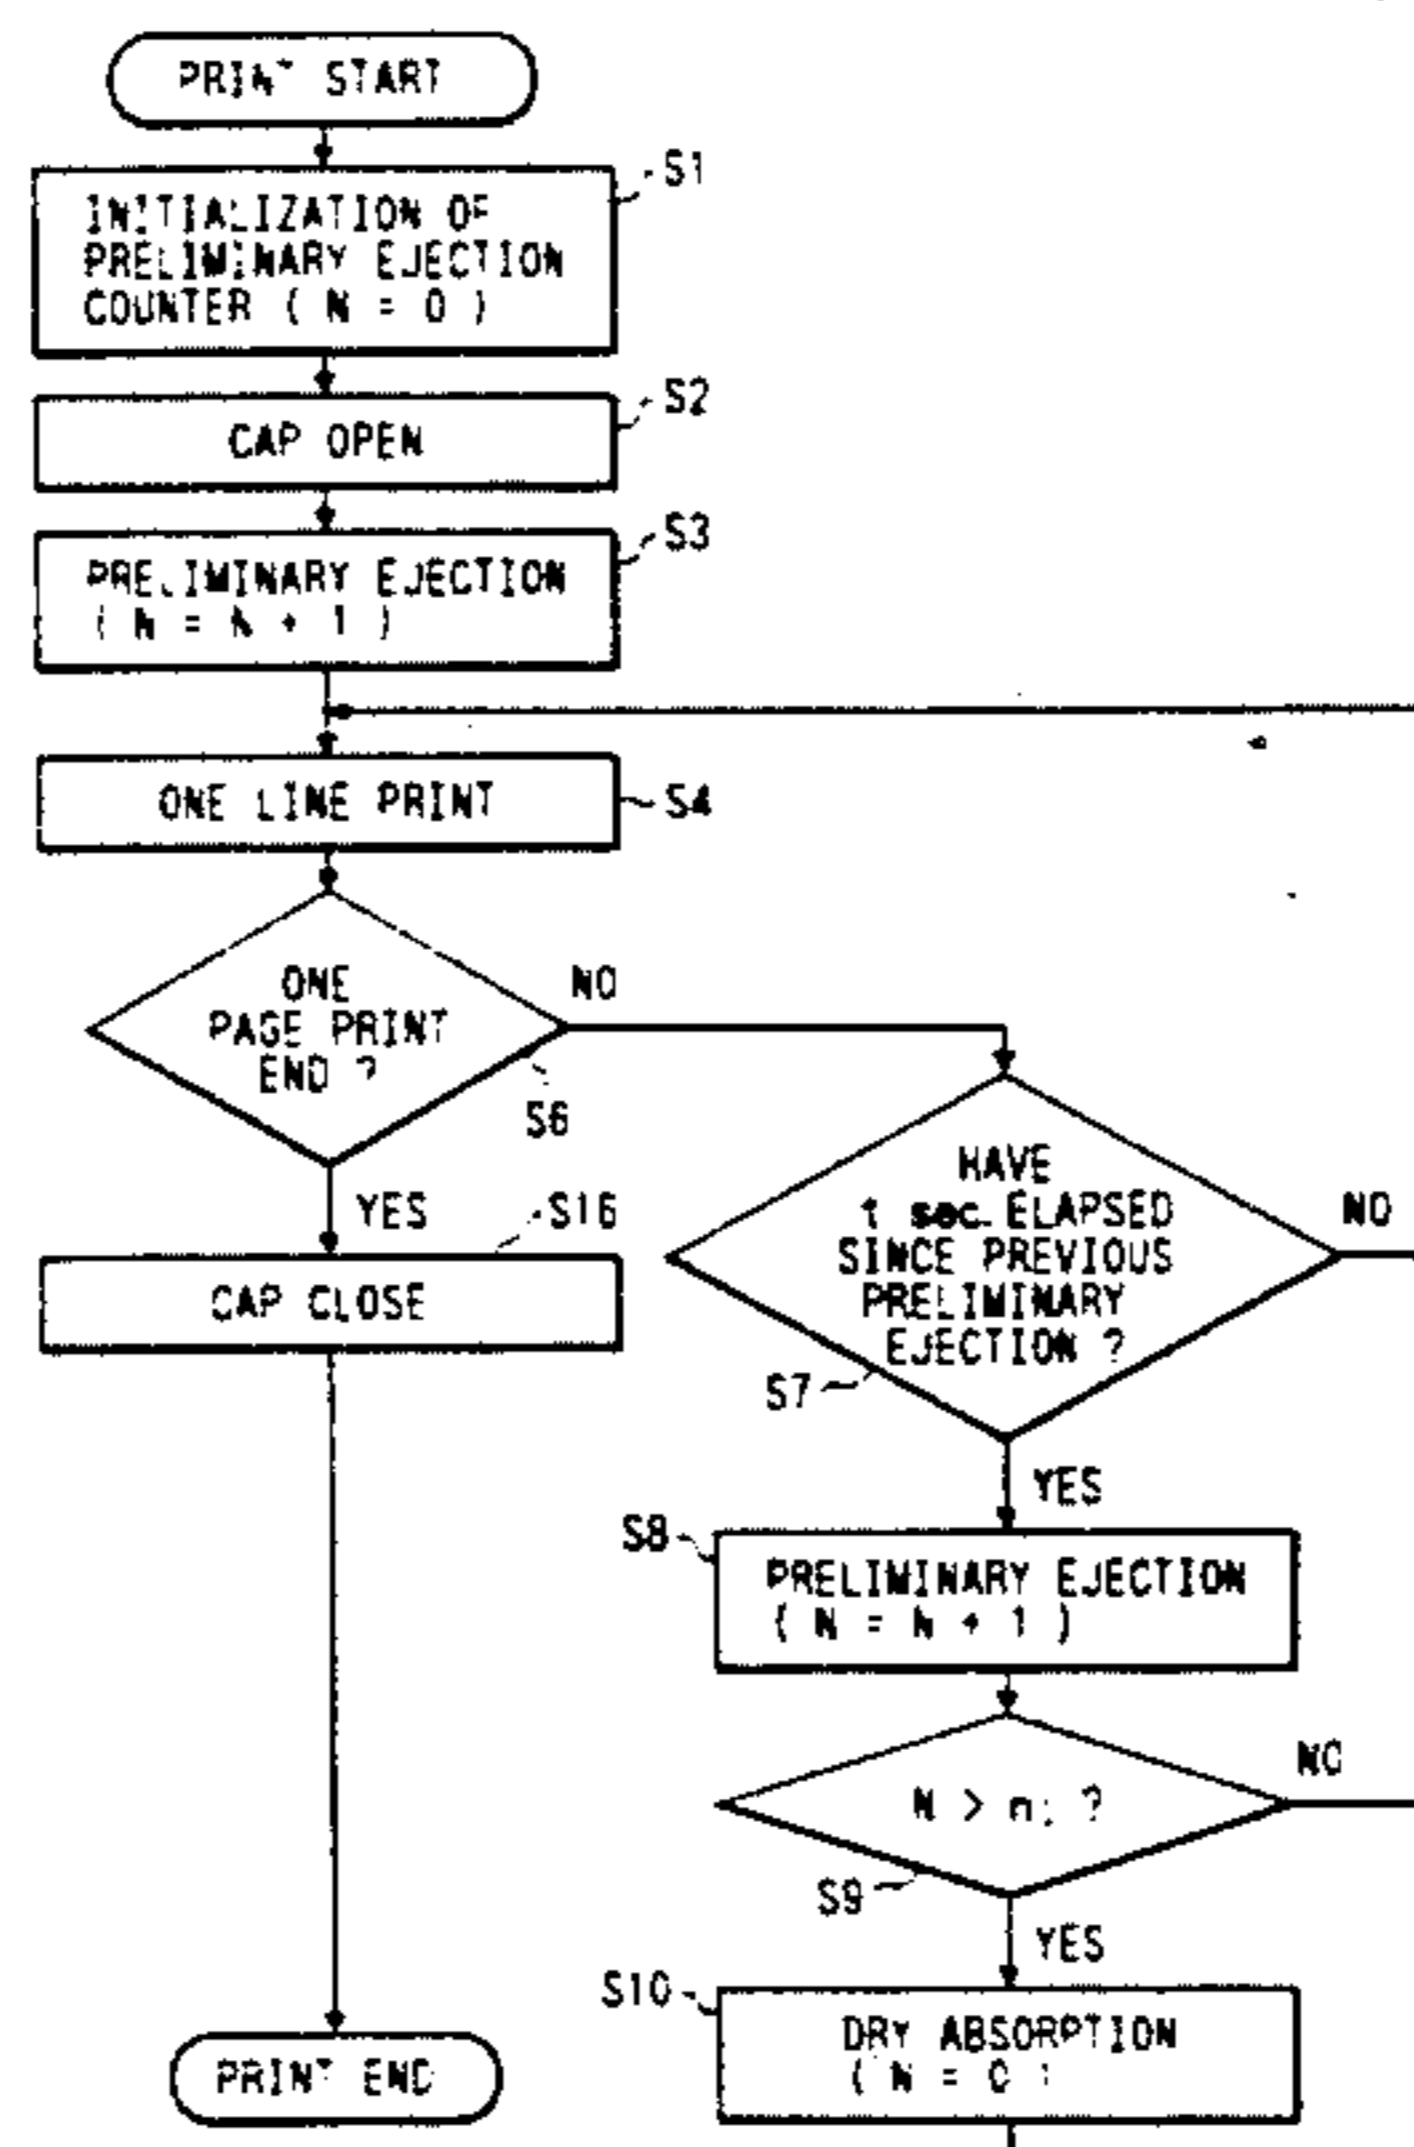 PRINT START
S1
INITIALIZATION OF
PRELIMINARY EJECTION
COUNTER ( N = 0 )
S2
CAP OPEN
S3
PRELIMINARY EJECTION
( N = N + 1 )
ONE LINE PRINT
S4
ONE
PAGE PRINT
END ?
NO
S6
YES
S16
CAP CLOSE
HAVE
t sec. ELAPSED
SINCE PREVIOUS
PRELIMINARY
EJECTION ?
NO
S7
YES
S8
PRELIMINARY EJECTION
( N = N + 1 )
N > ?
NO
S9
YES
S10
DRY ABSORPTION
( N = 0 )
PRINT END